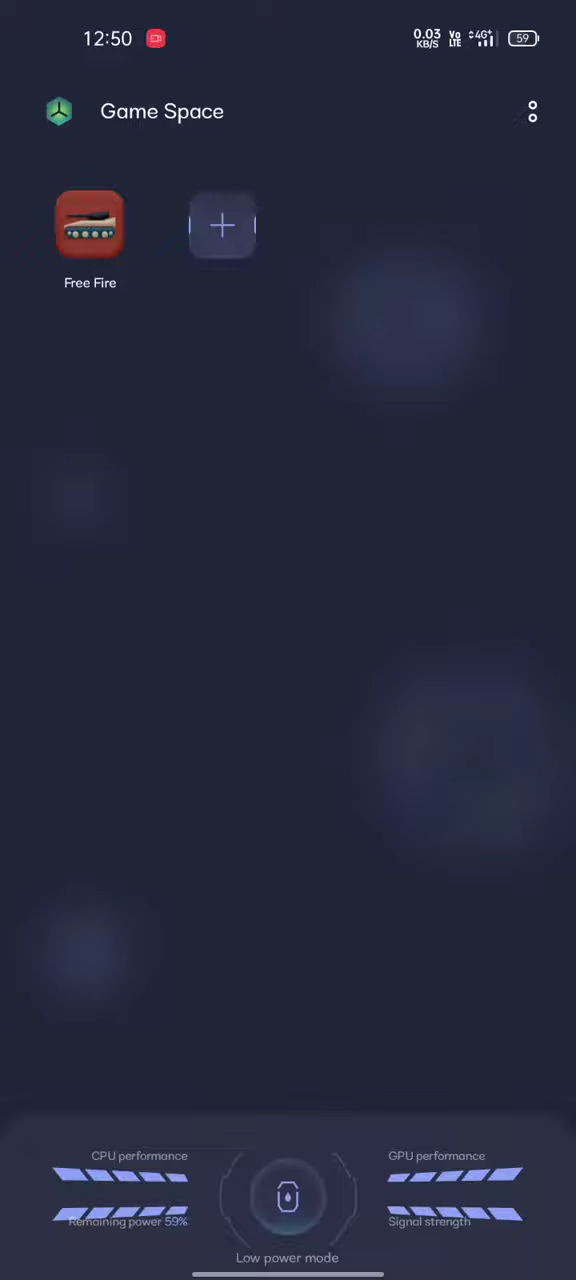 12:50
0.03 KB/S Vo LTE 4G+ 59
Game Space
Free Fire
CPU performance
GPU performance
Remaining power 59%
Signal strength
Low power mode